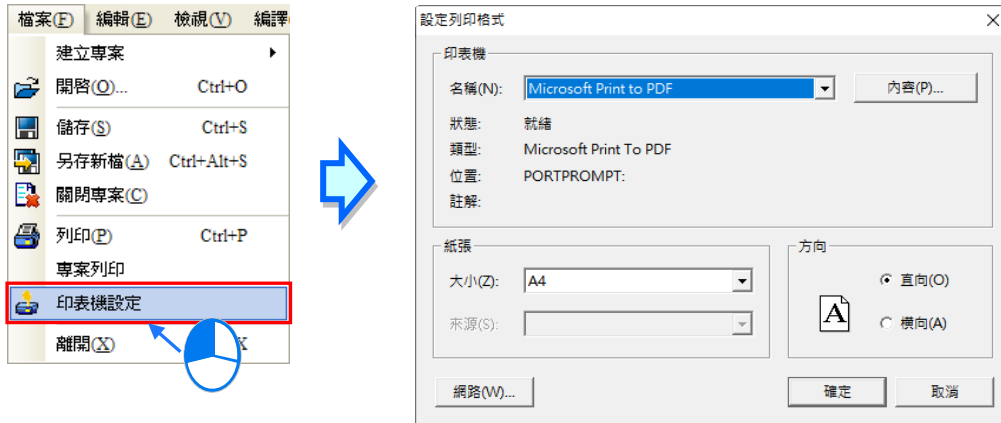 檔案(F) 編輯(E) 檢視(V) 編譯
建立專案
開啓(O)... Ctrl+O
儲存(S) Ctrl+S
另存新檔(A) Ctrl+Alt+S
關閉專案(C)
列印(P) Ctrl+P
專案列印
印表機設定
離開(X) X
設定列印格式
印表機
名稱(N): Microsoft Print to PDF 內容(P)...
狀態: 就緒
類型: Microsoft Print To PDF
位置: PORTPROMPT:
註解:
紙張
大小(Z): A4
來源(S):
方向
A
直向(O)
橫向(A)
網路(W)... 確定 取消